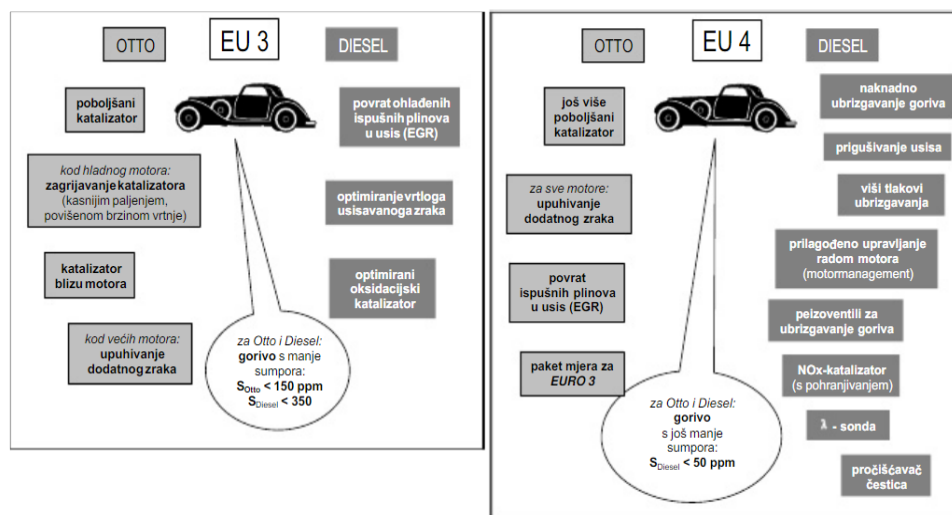 OTTO
EU 3
DIESEL
poboljšani
katalizator
kod hladnog motora:
zagrijavanje katalizatora
(kasnijim paljenjem,
povišenom brzinom vrtnje)
katalizator
blizu motora
kod većih motora:
upuhivanje
dodatnog zraka
povrat ohlađenih
ispušnih plinova
u usis (EGR)
optimiranje vrtloga
usisavanoga zraka
optimirani
oksidacijski
katalizator
za Otto i Diesel:
gorivo s manje
sumpora:
SOtto < 150 ppm
SDiesel < 350
OTTO
EU 4
DIESEL
još više
poboljšani
katalizator
za sve motore:
upuhivanje
dodatnog zraka
povrat
ispušnih plinova
u usis (EGR)
paket mjera za
EURO 3
naknadno
ubrizgavanje goriva
prigušivanje usisa
viši tlakovi
ubrizgavanja
prilagođeno upravljanje
radom motora
(motormanagement)
peizoventili za
ubrizgavanje goriva
NOx-katalizator
(s pohranjivanjem)
λ - sonda
pročišćavač
čestica
za Otto i Diesel:
gorivo
s još manje
sumpora:
SDiesel < 50 ppm